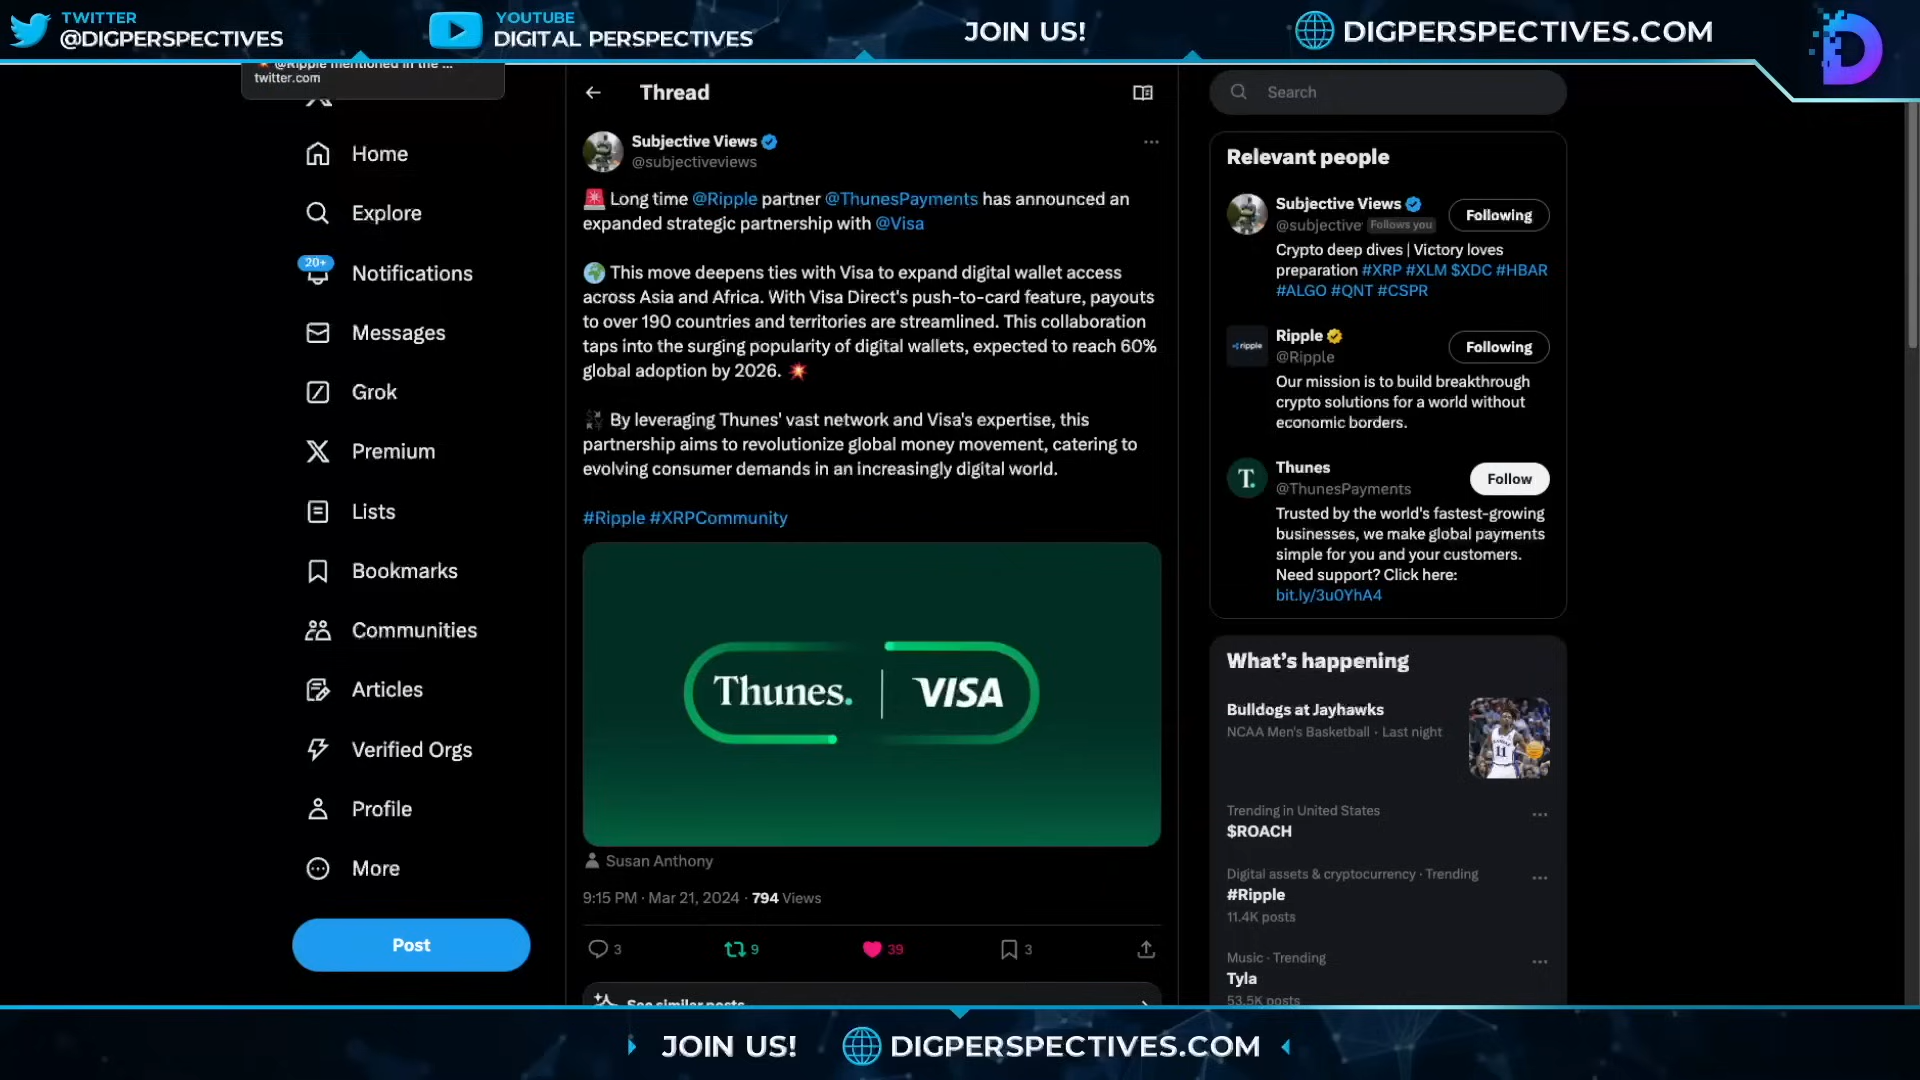 TWITTER
@DIGPERSPECTIVES
YOUTUBE
DIGITAL PERSPECTIVES
JOIN US!
DIGPERSPECTIVES.COM
@Ripple mentioned in the ...
twitter.com
Home
Explore
20+
Notifications
Messages
Grok
Premium
Lists
Bookmarks
Communities
Articles
Verified Orgs
Profile
More
Post
Thread
Subjective Views
@subjectiveviews
Long time @Ripple partner @ThunesPayments has announced an
expanded strategic partnership with @Visa
This move deepens ties with Visa to expand digital wallet access
across Asia and Africa. With Visa Direct's push-to-card feature, payouts
to over 190 countries and territories are streamlined. This collaboration
taps into the surging popularity of digital wallets, expected to reach 60%
global adoption by 2026.
By leveraging Thunes' vast network and Visa's expertise, this
partnership aims to revolutionize global money movement, catering to
evolving consumer demands in an increasingly digital world.
#Ripple #XRPCommunity
Thunes. | VISA
Susan Anthony
9:15 PM · Mar 21, 2024 · 794 Views
3
9
39
3
See similar posts
Search
Relevant people
Subjective Views
@subjective Follows you
Following
Crypto deep dives | Victory loves
preparation #XRP #XLM $XDC #HBAR
#ALGO #QNT #CSPR
ripple
Ripple
@Ripple
Following
Our mission is to build breakthrough
crypto solutions for a world without
economic borders.
T.
Thunes
@ThunesPayments
Follow
Trusted by the world's fastest-growing
businesses, we make global payments
simple for you and your customers.
Need support? Click here:
bit.ly/3u0YhA4
What's happening
Bulldogs at Jayhawks
NCAA Men's Basketball · Last night
11
Trending in United States
$ROACH
Digital assets & cryptocurrency · Trending
#Ripple
11.4K posts
Music · Trending
Tyla
53.5K posts
JOIN US!
DIGPERSPECTIVES.COM